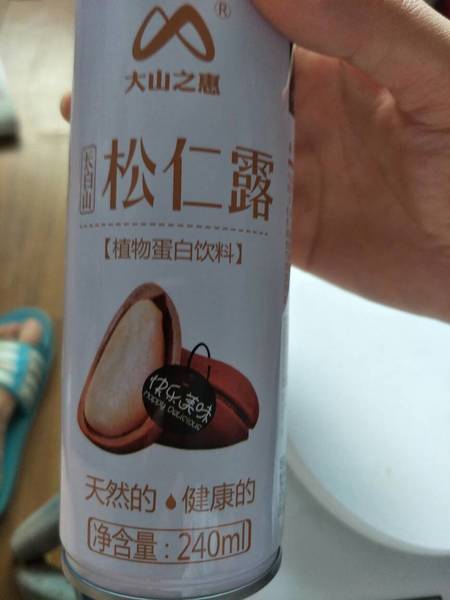 ®
大山之惠
长白山
松仁露
【植物蛋白饮料】
快乐美味
HAPPY DELICIOUS
天然的 健康的
净含量:240ml